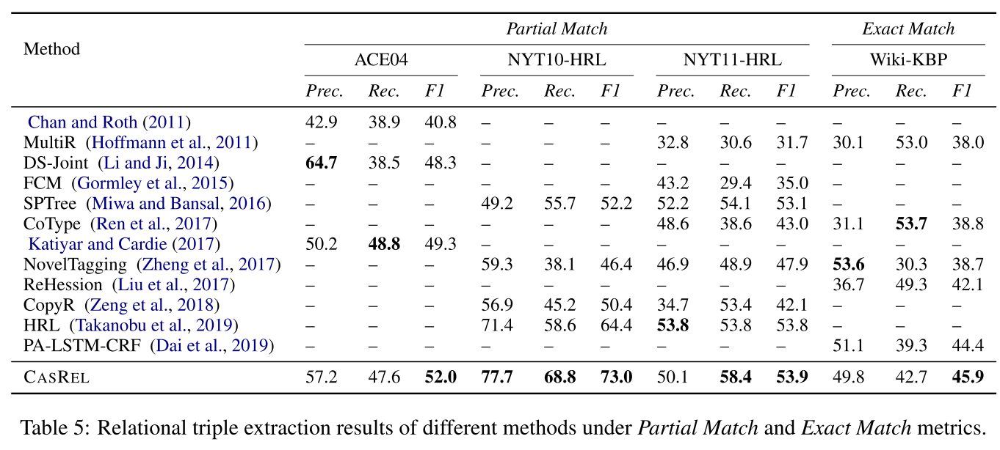 Partial Match Exact Match
Method
ACE04 NYT10-HRL NYT11-HRL Wiki-KBP
Prec. Rec. F1 Prec. Rec. F1 Prec. Rec. F1 Prec. Rec. F1
Chan and Roth (2011) 42.9 38.9 40.8 – – – – – – – – –
MultiR (Hoffmann et al., 2011) – – – – – – 32.8 30.6 31.7 30.1 53.0 38.0
DS-Joint (Li and Ji, 2014) 64.7 38.5 48.3 – – – – – – – – –
FCM (Gormley et al., 2015) – – – – – – 43.2 29.4 35.0 – – –
SPTree (Miwa and Bansal, 2016) – – – 49.2 55.7 52.2 52.2 54.1 53.1 – – –
CoType (Ren et al., 2017) – – – – – – 48.6 38.6 43.0 31.1 53.7 38.8
Katiyar and Cardie (2017) 50.2 48.8 49.3 – – – – – – – – –
NovelTagging (Zheng et al., 2017) – – – 59.3 38.1 46.4 46.9 48.9 47.9 53.6 30.3 38.7
ReHession (Liu et al., 2017) – – – – – – – – – 36.7 49.3 42.1
CopyR (Zeng et al., 2018) – – – 56.9 45.2 50.4 34.7 53.4 42.1 – – –
HRL (Takanobu et al., 2019) – – – 71.4 58.6 64.4 53.8 53.8 53.8 – – –
PA-LSTM-CRF (Dai et al., 2019) – – – – – – – – – 51.1 39.3 44.4
CASREL 57.2 47.6 52.0 77.7 68.8 73.0 50.1 58.4 53.9 49.8 42.7 45.9
Table 5: Relational triple extraction results of different methods under Partial Match and Exact Match metrics.